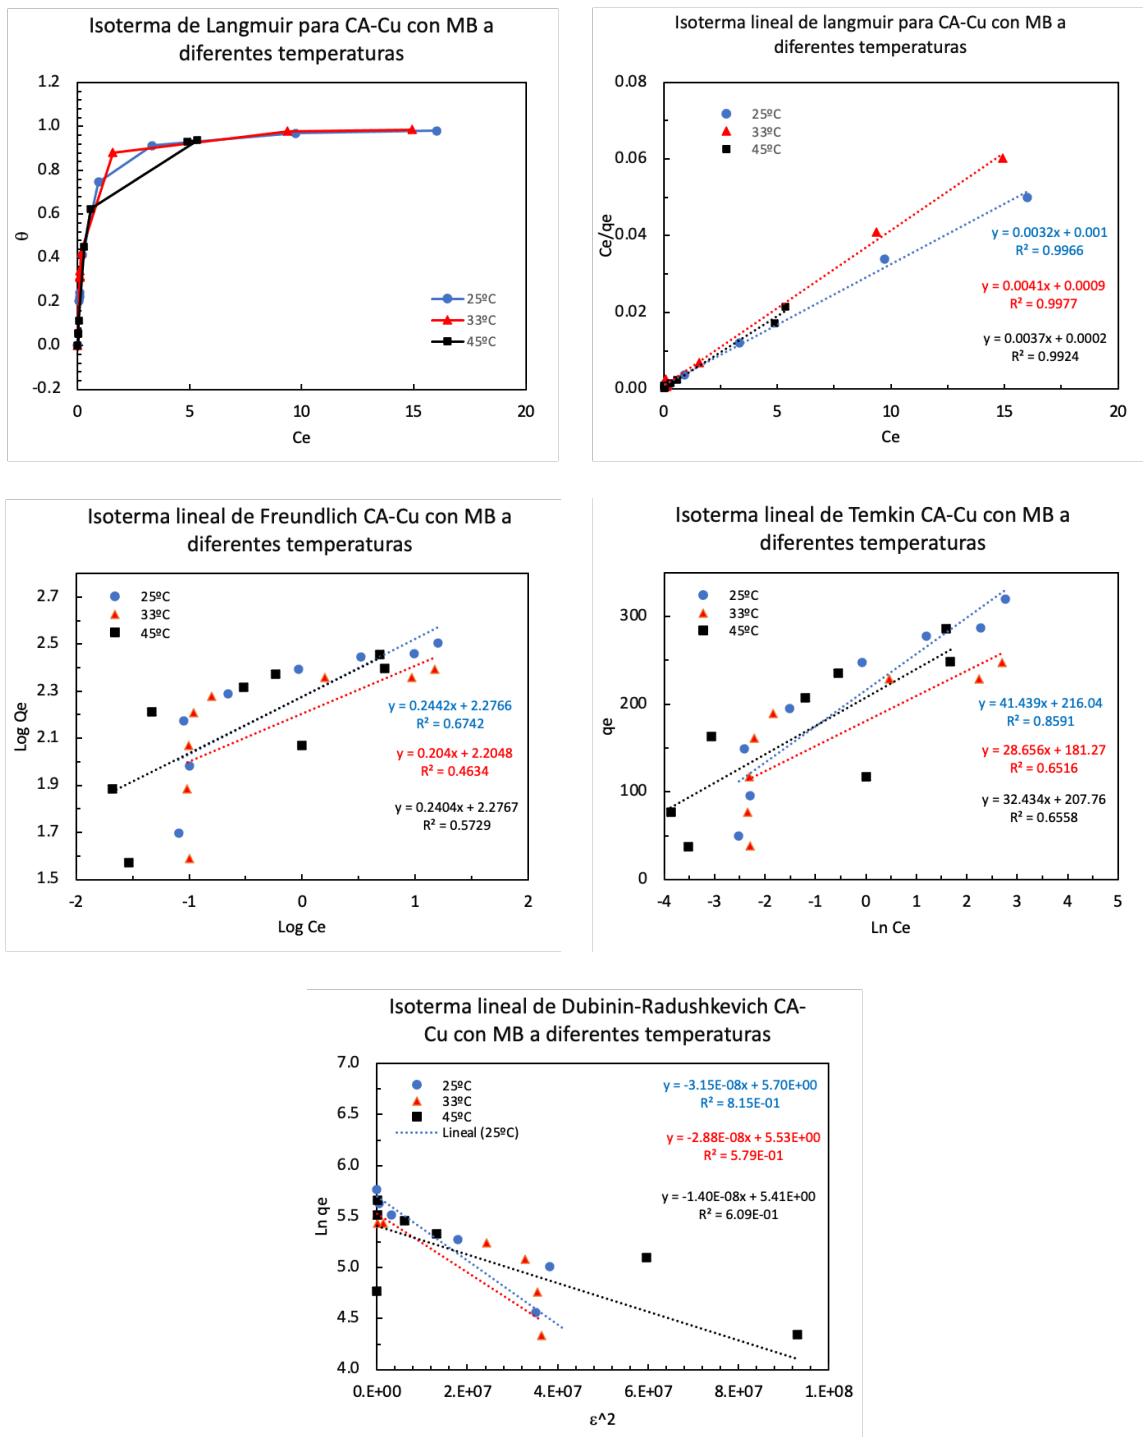 Isoterma de Langmuir para CA-Cu con MB a
diferentes temperaturas
1.2
1.0
0.8
0.6
0.4
0.2
0.0
-0.2
θ
0
5
10
15
20
Ce
25ºC
33ºC
45ºC
Isoterma lineal de langmuir para CA-Cu con MB a
diferentes temperaturas
0.08
0.06
0.04
0.02
0.00
Ce/qe
0
5
10
15
20
Ce
25ºC
33ºC
45ºC
y = 0.0032x + 0.001
R² = 0.9966
y = 0.0041x + 0.0009
R² = 0.9977
y = 0.0037x + 0.0002
R² = 0.9924
Isoterma lineal de Freundlich CA-Cu con MB a
diferentes temperaturas
2.7
2.5
2.3
2.1
1.9
1.7
1.5
Log Qe
-2
-1
0
1
2
Log Ce
25ºC
33ºC
45ºC
y = 0.2442x + 2.2766
R² = 0.6742
y = 0.204x + 2.2048
R² = 0.4634
y = 0.2404x + 2.2767
R² = 0.5729
Isoterma lineal de Temkin CA-Cu con MB a
diferentes temperaturas
300
200
100
0
qe
-4
-3
-2
-1
0
1
2
3
4
5
Ln Ce
25ºC
33ºC
45ºC
y = 41.439x + 216.04
R² = 0.8591
y = 28.656x + 181.27
R² = 0.6516
y = 32.434x + 207.76
R² = 0.6558
Isoterma lineal de Dubinin-Radushkevich CA-
Cu con MB a diferentes temperaturas
7.0
6.5
6.0
5.5
5.0
4.5
4.0
Ln qe
0.E+00
2.E+07
4.E+07
6.E+07
8.E+07
1.E+08
ε^2
25ºC
33ºC
45ºC
Lineal (25ºC)
y = -3.15E-08x + 5.70E+00
R² = 8.15E-01
y = -2.88E-08x + 5.53E+00
R² = 5.79E-01
y = -1.40E-08x + 5.41E+00
R² = 6.09E-01